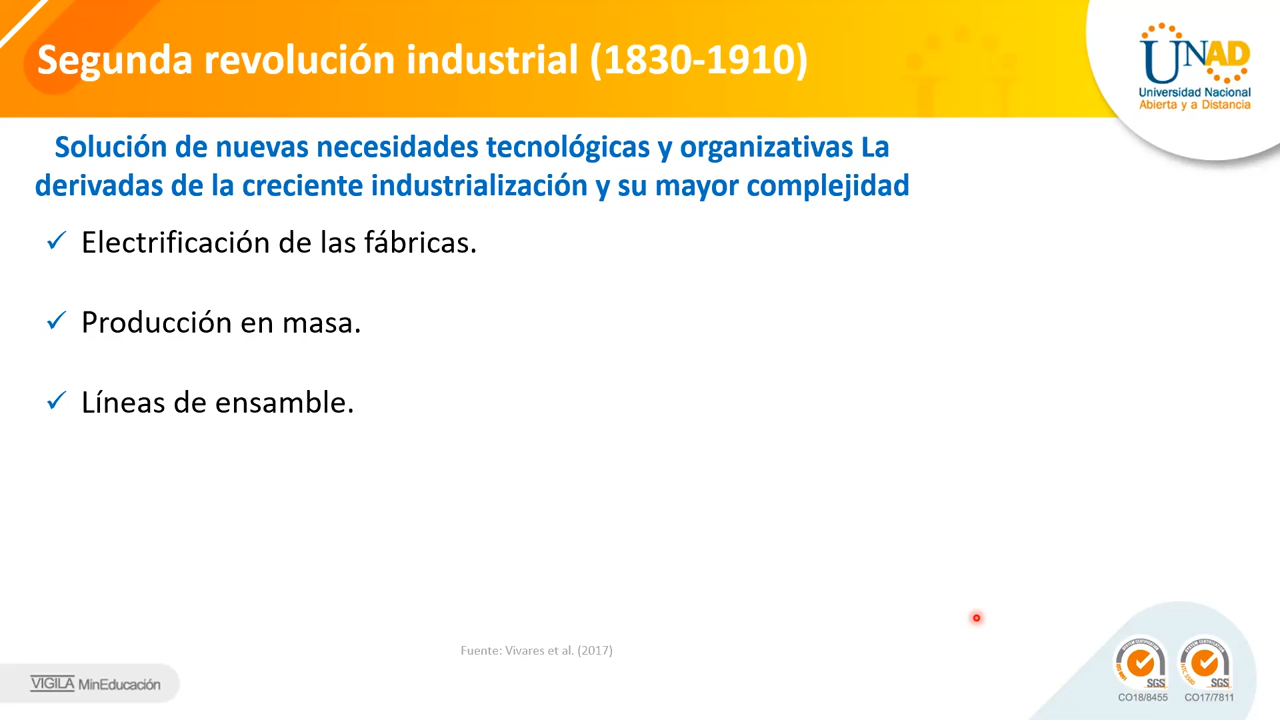 Segunda revolución industrial (1830-1910)
UNAD
Universidad Nacional
Abierta y a Distancia
Solución de nuevas necesidades tecnológicas y organizativas La
derivadas de la creciente industrialización y su mayor complejidad
✓ Electrificación de las fábricas.
✓ Producción en masa.
✓ Líneas de ensamble.
Fuente: Vivares et al. (2017)
VIGILA MinEducación
SGS SGS
CO18/8455 CO17/7811